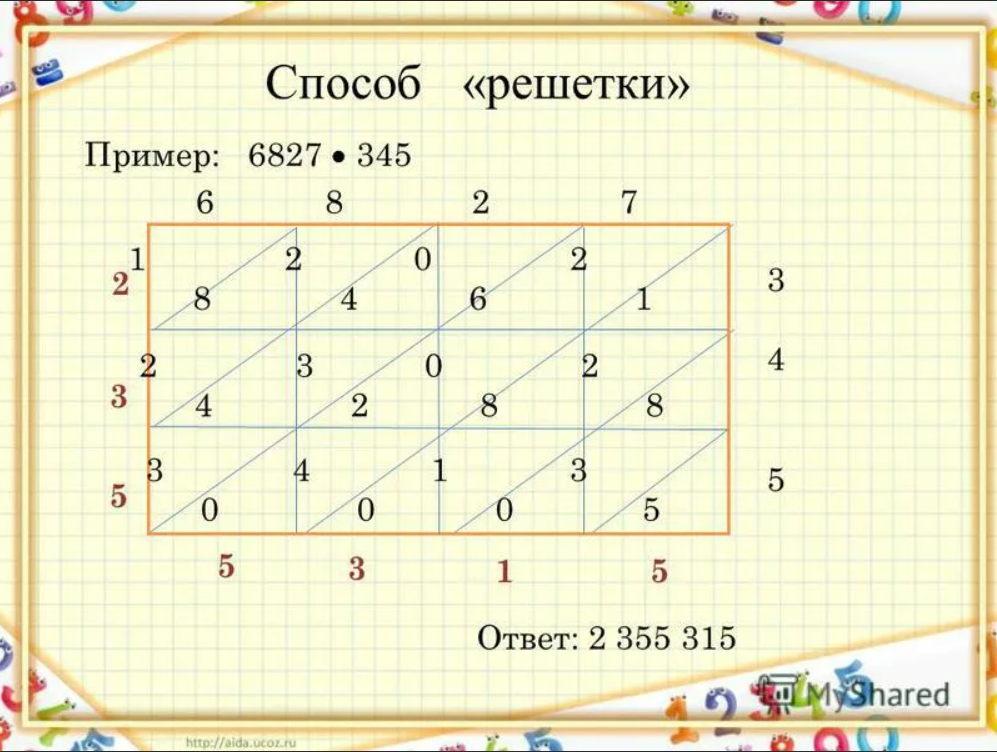 Способ «решетки»
Пример: 6827 • 345
6 8 2 7
1 2 0 2
2 8 4 6 1 3
2 3 0 2 4
3 4 2 8 8
3 4 1 3 5
5 0 0 0 5
5 3 1 5
Ответ: 2 355 315
MyShared
http://aida.ucoz.ru